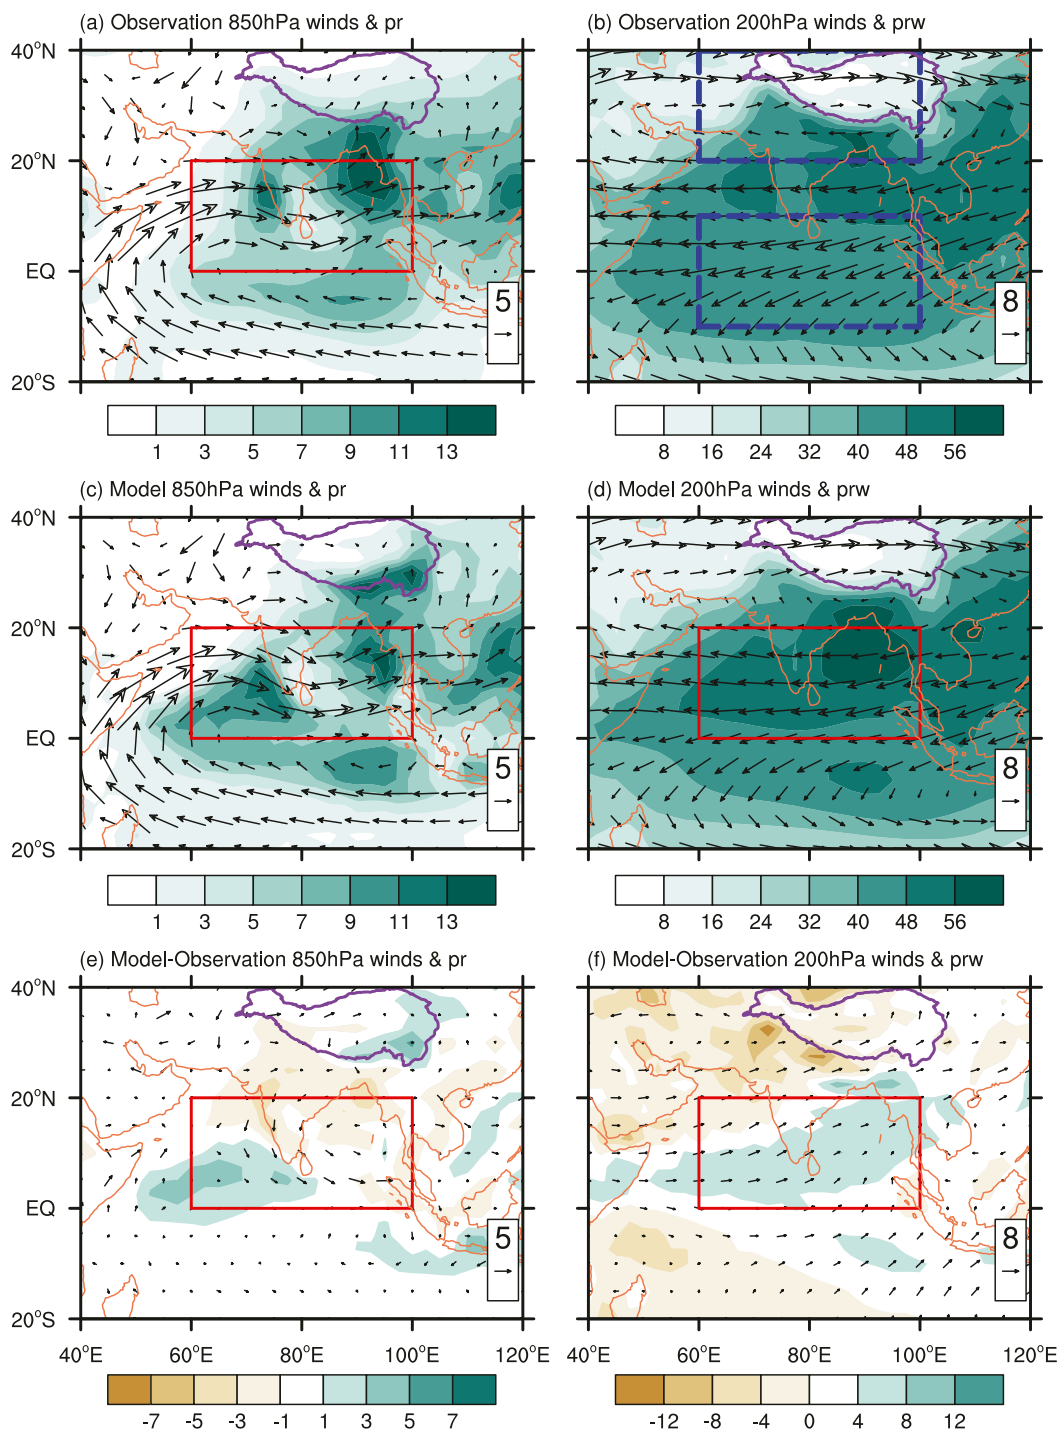 (a) Observation 850hPa winds & pr
(b) Observation 200hPa winds & prw
40°N
20°N
EQ
20°S
5
8
1 3 5 7 9 11 13
8 16 24 32 40 48 56
(c) Model 850hPa winds & pr
(d) Model 200hPa winds & prw
40°N
20°N
EQ
20°S
5
8
1 3 5 7 9 11 13
8 16 24 32 40 48 56
(e) Model-Observation 850hPa winds & pr
(f) Model-Observation 200hPa winds & prw
40°N
20°N
EQ
20°S
5
8
40°E 60°E 80°E 100°E 120°E
40°E 60°E 80°E 100°E 120°E
-7 -5 -3 -1 1 3 5 7
-12 -8 -4 0 4 8 12